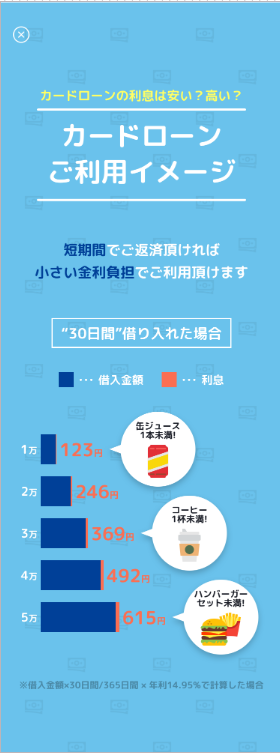 カードローンの利息は安い？高い？
カードローン
ご利用イメージ
短期間でご返済頂ければ
小さい金利負担でご利用頂けます
”30日間”借り入れた場合
･･･ 借入金額 ･･･ 利息
缶ジュース
1本未満!
1万 123円
2万 246円
コーヒー
1杯未満!
3万 369円
4万 492円
ハンバーガー
セット未満!
5万 615円
※借入金額×30日間/365日間 × 年利14.95%で計算した場合